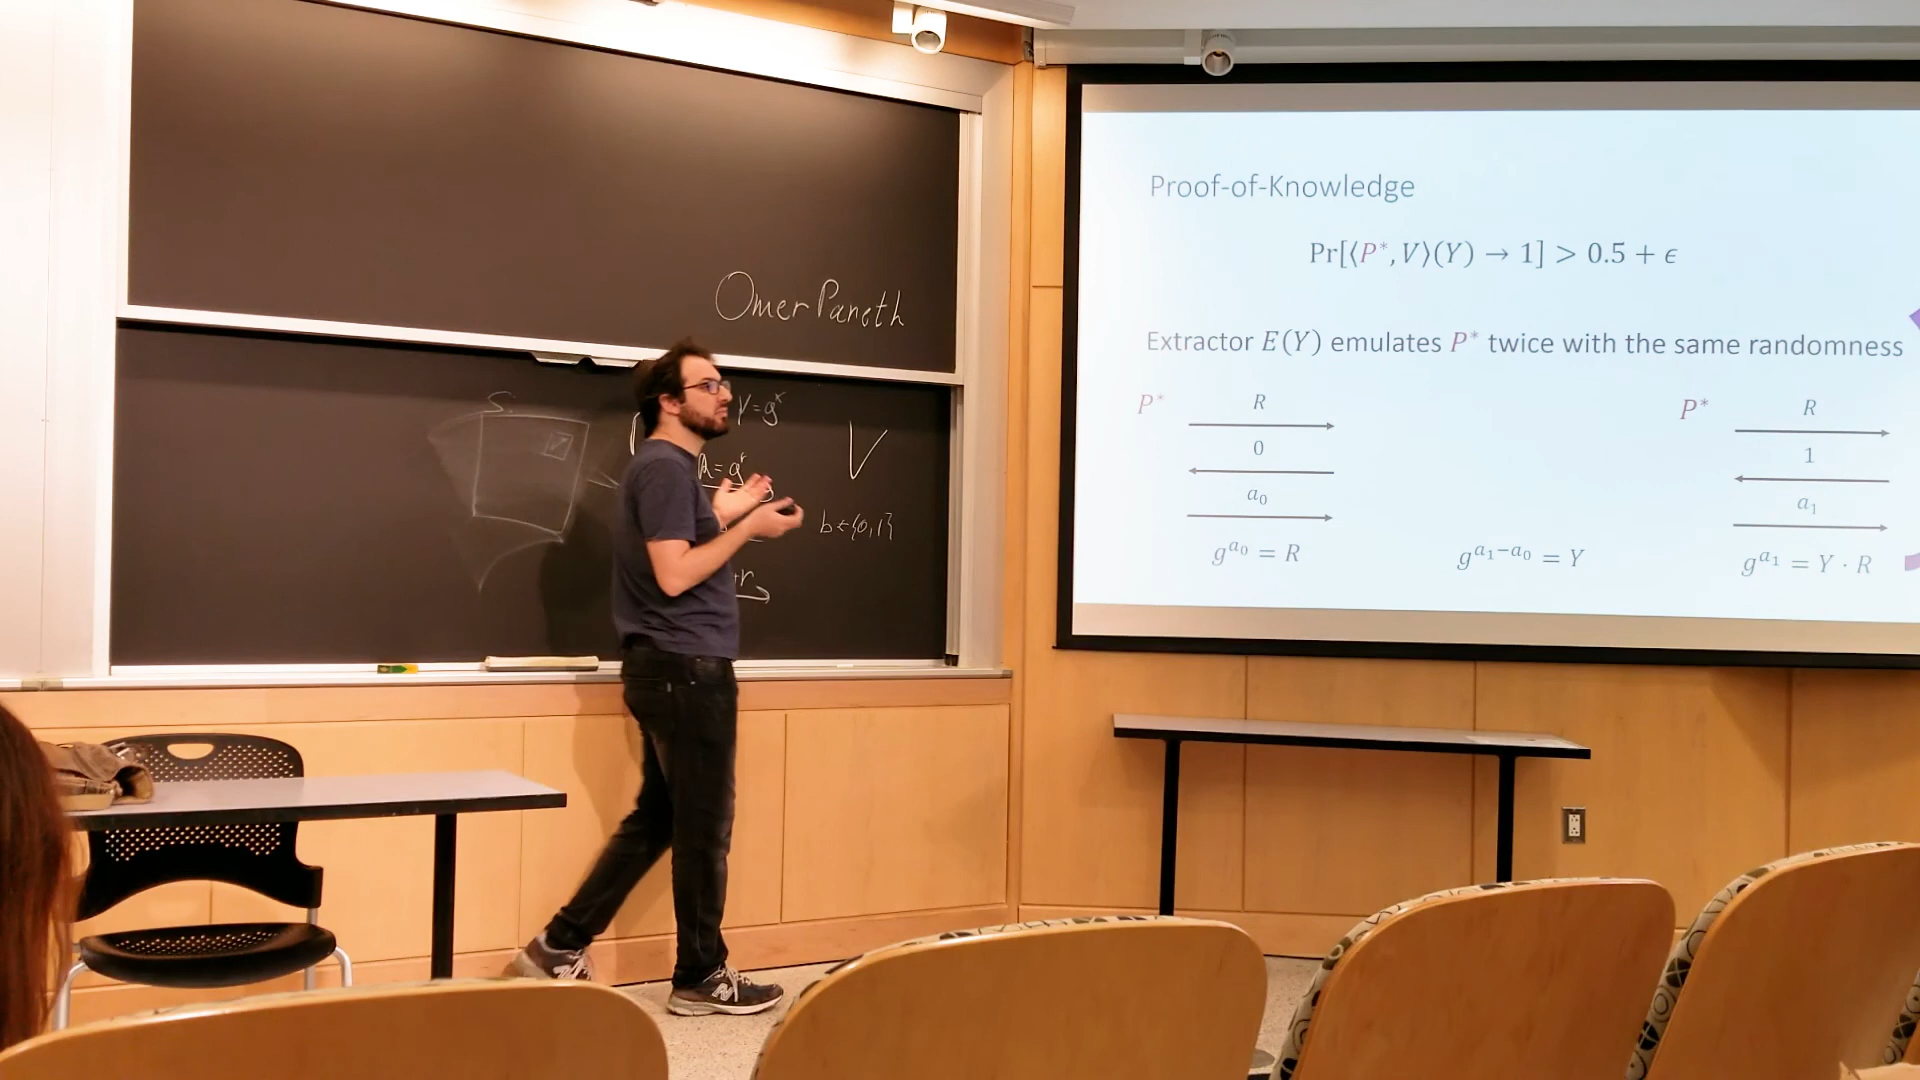 Omer Paneth
S
Y = g^x
R = g^r
V
b ← {0,1}
+r
Proof-of-Knowledge
Pr[⟨P*, V⟩(Y) → 1] > 0.5 + ϵ
Extractor E(Y) emulates P* twice with the same randomness
P* R
0
a₀
g^{a₀} = R
g^{a₁−a₀} = Y
P* R
1
a₁
g^{a₁} = Y · R
N